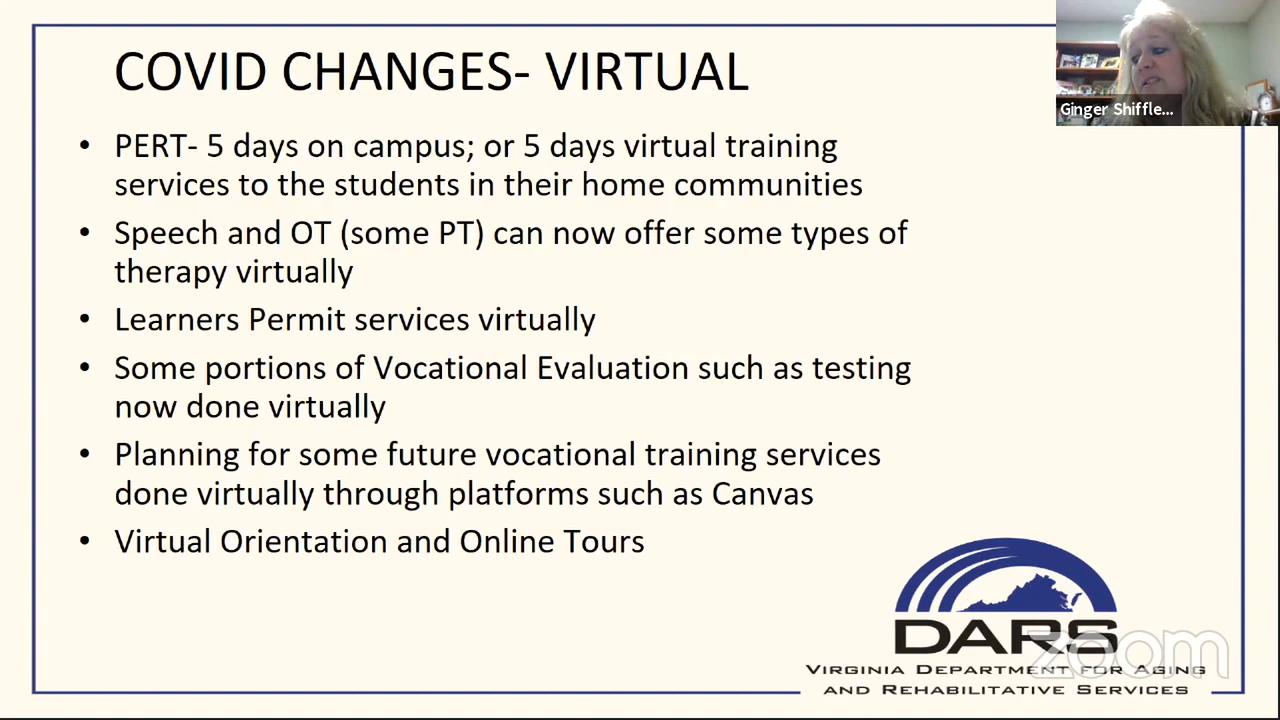 COVID CHANGES- VIRTUAL
Ginger Shiffle...
• PERT- 5 days on campus; or 5 days virtual training
services to the students in their home communities
• Speech and OT (some PT) can now offer some types of
therapy virtually
• Learners Permit services virtually
• Some portions of Vocational Evaluation such as testing
now done virtually
• Planning for some future vocational training services
done virtually through platforms such as Canvas
• Virtual Orientation and Online Tours
DARS
zoom
VIRGINIA DEPARTMENT FOR AGING
AND REHABILITATIVE SERVICES